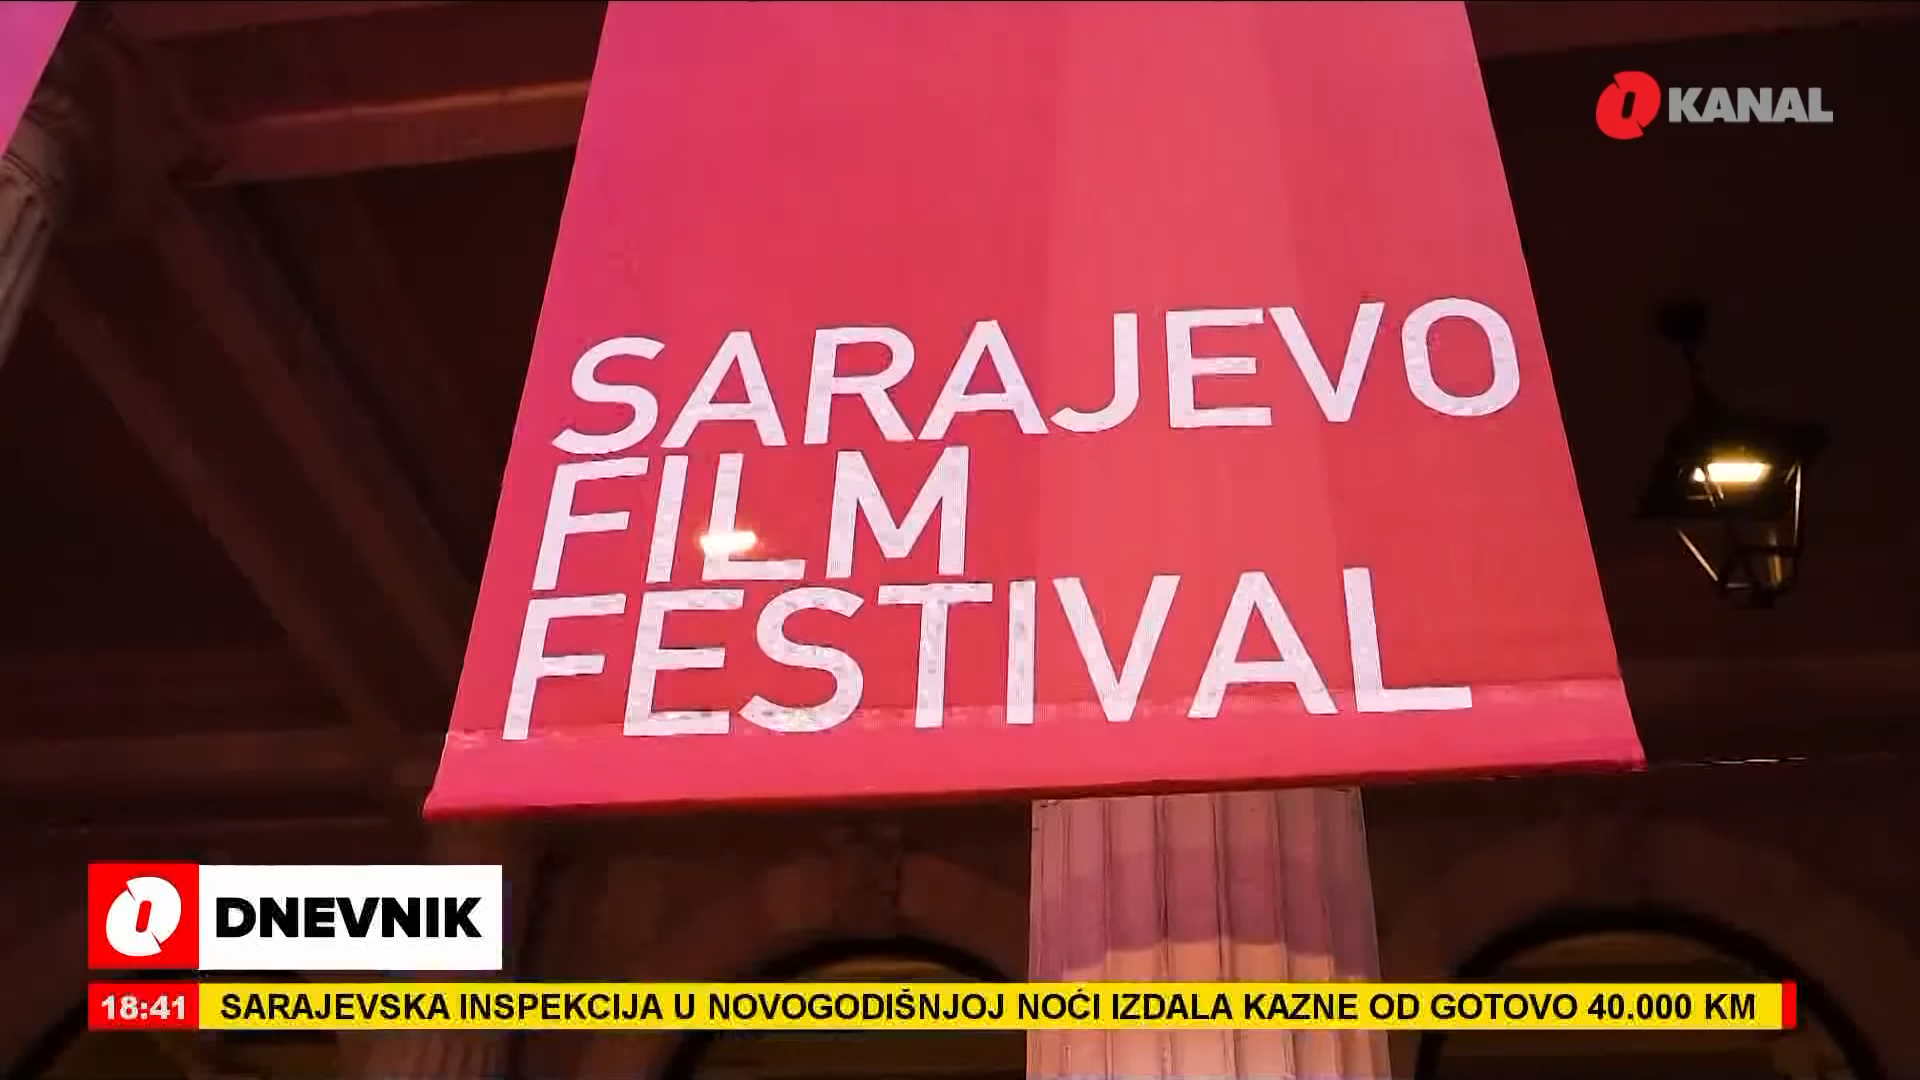 O KANAL
SARAJEVO
FILM
FESTIVAL
O DNEVNIK
18:41 SARAJEVSKA INSPEKCIJA U NOVOGODIŠNJOJ NOĆI IZDALA KAZNE OD GOTOVO 40.000 KM